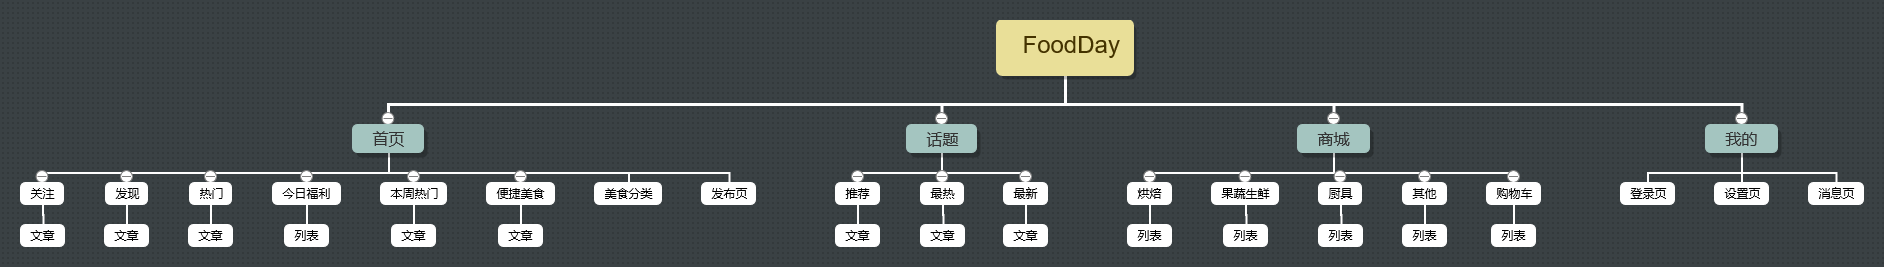 FoodDay
首页
话题
商城
我的
关注
发现
热门
今日福利
本周热门
便捷美食
美食分类
发布页
推荐
最热
最新
烘焙
果蔬生鲜
厨具
其他
购物车
登录页
设置页
消息页
文章
文章
文章
列表
文章
文章
文章
文章
文章
列表
列表
列表
列表
列表